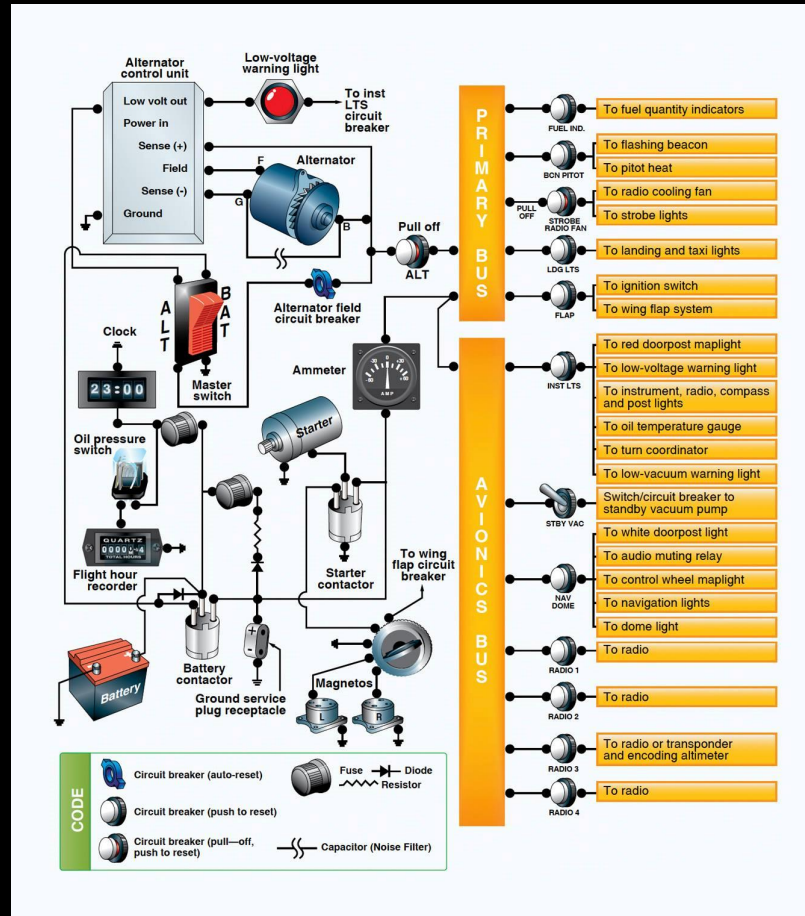 Alternator
control unit
Low volt out
Power in
Sense (+)
Field
Sense (-)
Ground
Low-voltage
warning light
To inst
LTS
circuit
breaker
F
Alternator
G
B
Pull off
ALT
Alternator field
circuit breaker
ALT
BAT
Master
switch
Clock
23:00
Oil pressure
switch
QUARTZ
TOTAL HOURS
Flight hour
recorder
Ammeter
-60
-30
0
+30
+60
AMP
Starter
Starter
contactor
To wing
flap circuit
breaker
Battery
Battery
contactor
+
-
Ground service
plug receptacle
Magnetos
L
R
PRIMARY BUS
FUEL IND.
To fuel quantity indicators
BCN PITOT
To flashing beacon
To pitot heat
PULL
OFF
STROBE
RADIO FAN
To radio cooling fan
To strobe lights
LDG LTS
To landing and taxi lights
FLAP
To ignition switch
To wing flap system
AVIONICS BUS
INST LTS
To red doorpost maplight
To low-voltage warning light
To instrument, radio, compass
and post lights
To oil temperature gauge
To turn coordinator
To low-vacuum warning light
STBY VAC
Switch/circuit breaker to
standby vacuum pump
NAV
DOME
To white doorpost light
To audio muting relay
To control wheel maplight
To navigation lights
To dome light
RADIO 1
To radio
RADIO 2
To radio
RADIO 3
To radio or transponder
and encoding altimeter
RADIO 4
To radio
CODE
Circuit breaker (auto-reset)
Circuit breaker (push to reset)
Circuit breaker (pull—off,
push to reset)
Fuse
Diode
Resistor
Capacitor (Noise Filter)